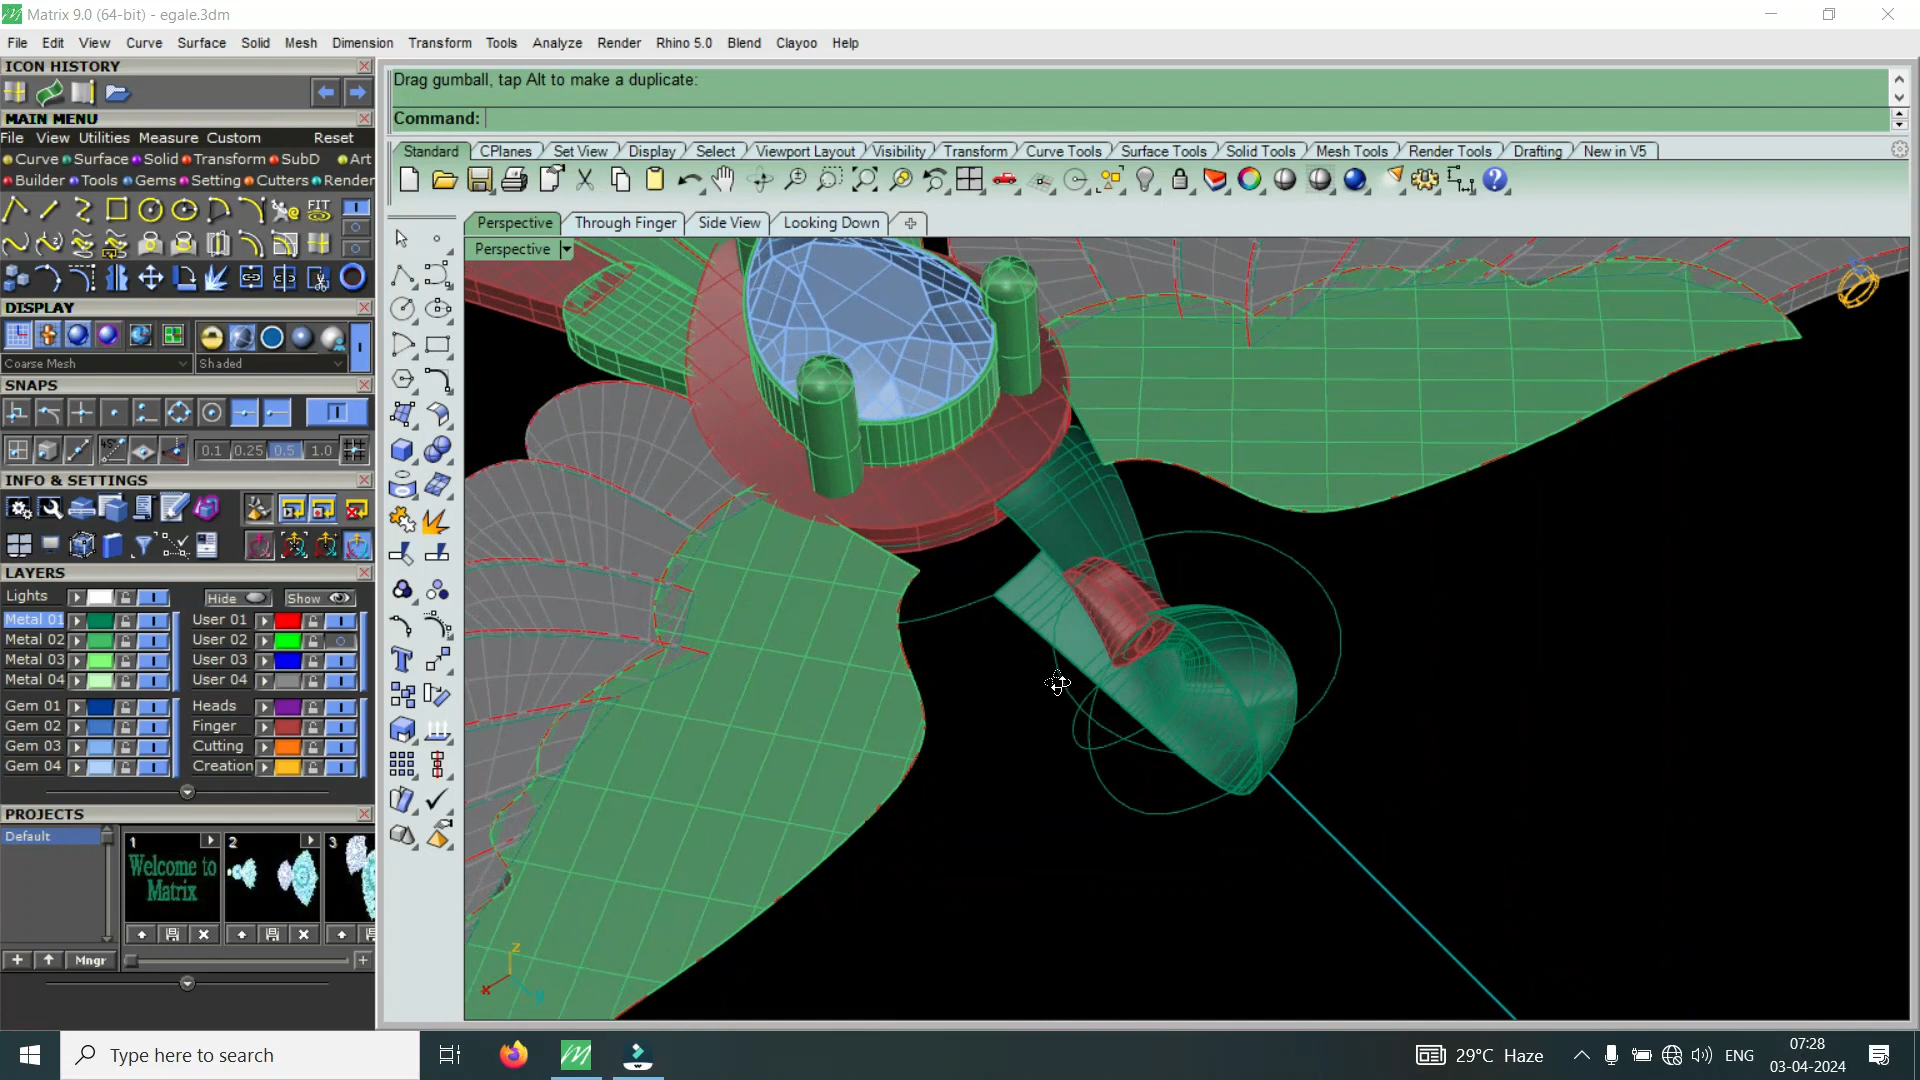 Matrix 9.0 (64-bit) - egale.3dm
File Edit View Curve Surface Solid Mesh Dimension Transform Tools Analyze Render Rhino 5.0 Blend Clayoo Help
ICON HISTORY
Drag gumball, tap Alt to make a duplicate:
Command:
MAIN MENU
File View Utilities Measure Custom Reset
Curve Surface Solid Transform SubD Art
Builder Tools Gems Setting Cutters Render
Standard CPlanes Set View Display Select Viewport Layout Visibility Transform Curve Tools Surface Tools Solid Tools Mesh Tools Render Tools Drafting New in V5
FIT
Perspective Through Finger Side View Looking Down
Perspective
DISPLAY
Coarse Mesh Shaded
SNAPS
0.1 0.25 0.5 1.0
INFO & SETTINGS
LAYERS
Lights Hide Show
Metal 01 User 01
Metal 02 User 02
Metal 03 User 03
Metal 04 User 04
Gem 01 Heads
Gem 02 Finger
Gem 03 Cutting
Gem 04 Creation
PROJECTS
Default
1 2 3
Welcome to
Matrix
Mngr
z
x
y
Type here to search
29°C Haze
ENG
07:28
03-04-2024